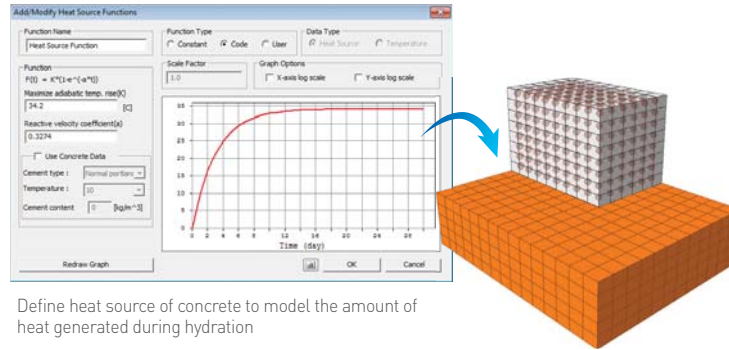 Add/Modify Heat Source Functions
Function Name
Heat Source Function
Function Type
Constant Code User
Data Type
Heat Source Temperature
Function
F(t) = K*(1-e^(-a*t))
Maximize adiabatic temp. rise(K)
34.2 [C]
Reactive velocity coefficient(a)
0.3274
Use Concrete Data
Cement type : Normal portlan
Temperature : 10
Cement content 0 [kg/m^3]
Scale Factor
1.0
Graph Options
X-axis log scale Y-axis log scale
35
30
25
20
15
10
5
0
0 2 4 6 8 12 16 20 24 28
Time (day)
Redraw Graph
OK
Cancel
Define heat source of concrete to model the amount of
heat generated during hydration